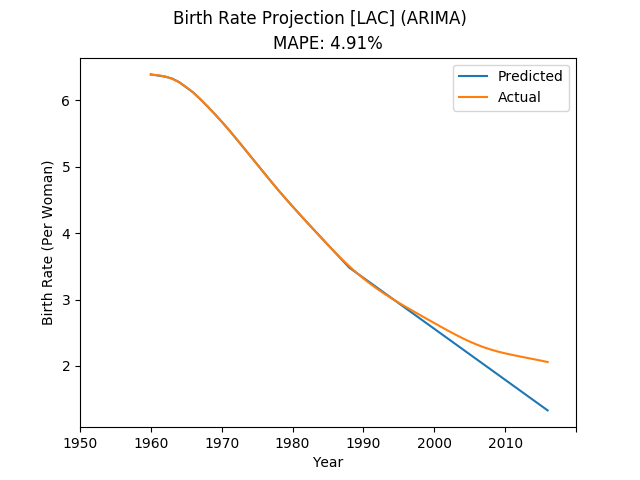 Birth Rate Projection [LAC] (ARIMA)
MAPE: 4.91%
Predicted
Actual
6
5
4
3
2
Birth Rate (Per Woman)
1950 1960 1970 1980 1990 2000 2010
Year